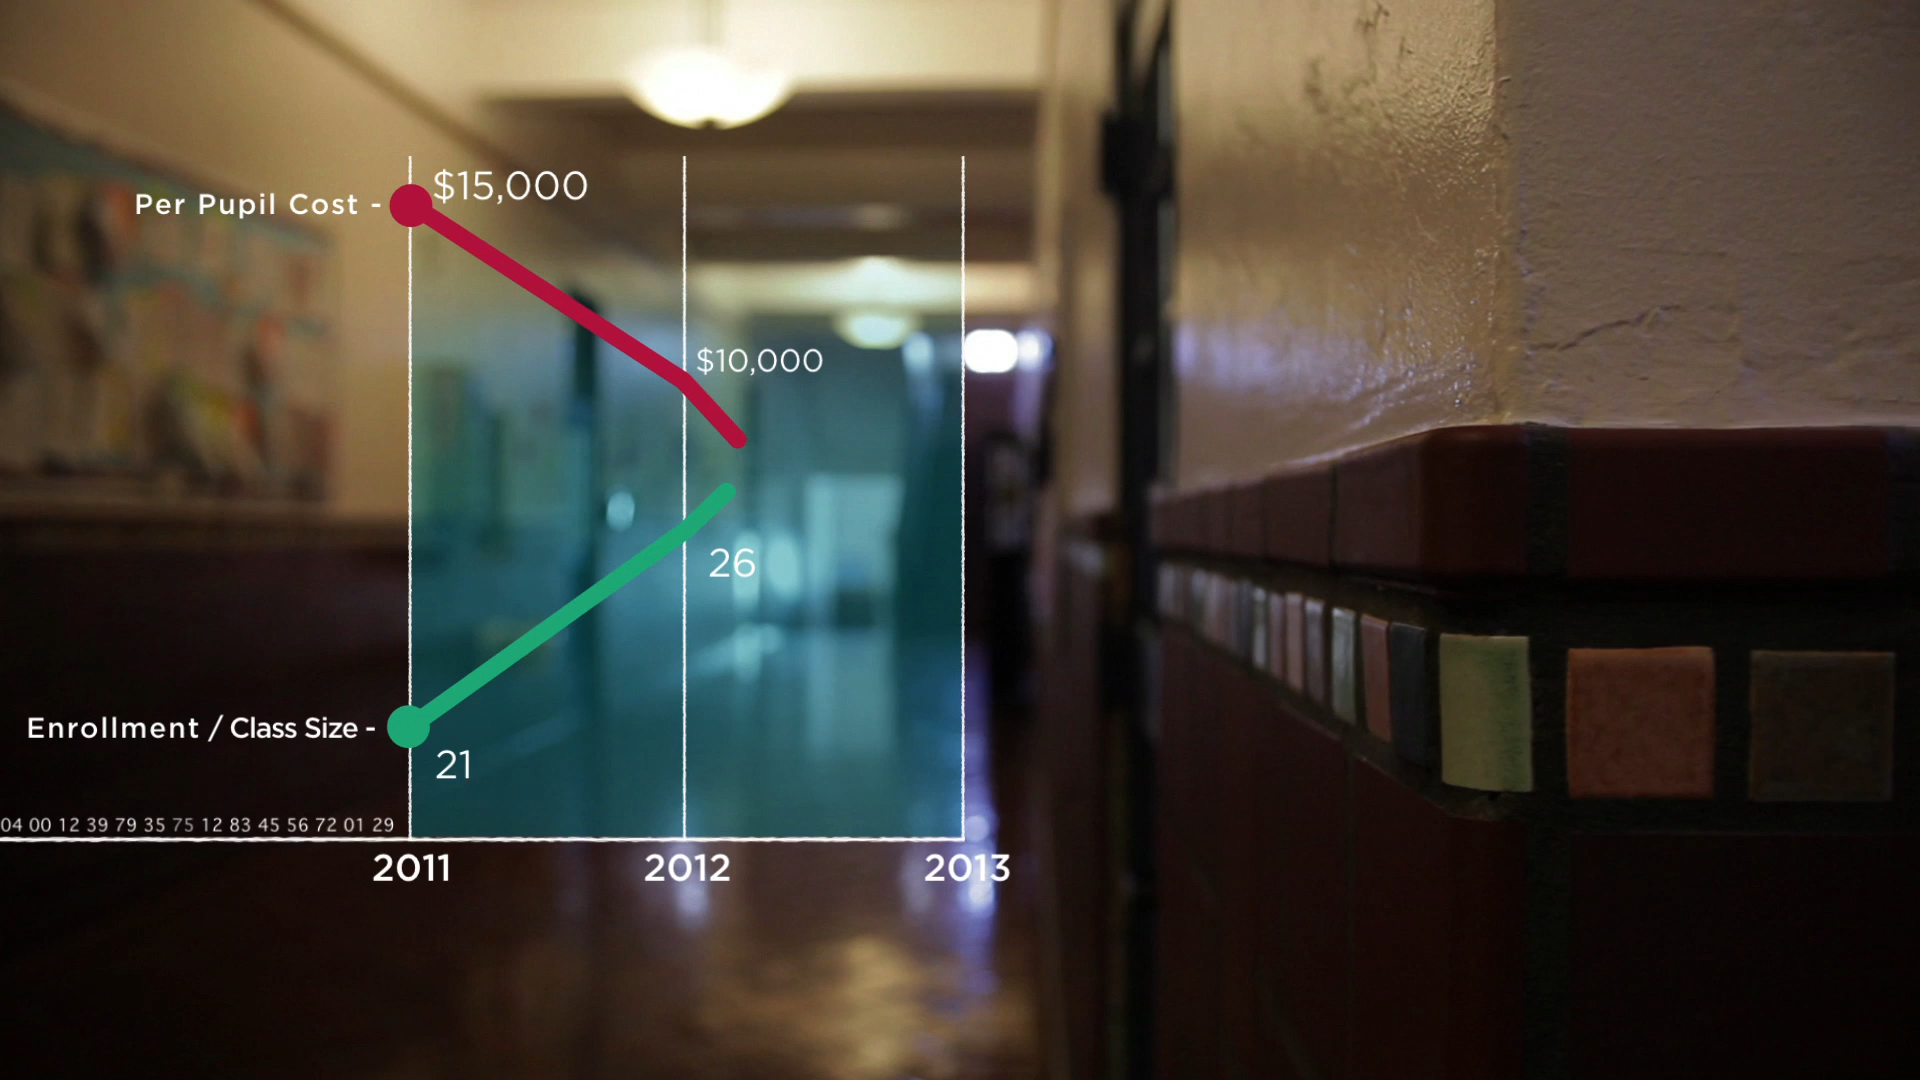 Per Pupil Cost -
$15,000
$10,000
26
Enrollment / Class Size -
21
04 00 12 39 79 35 75 12 83 45 56 72 01 29
2011 2012 2013